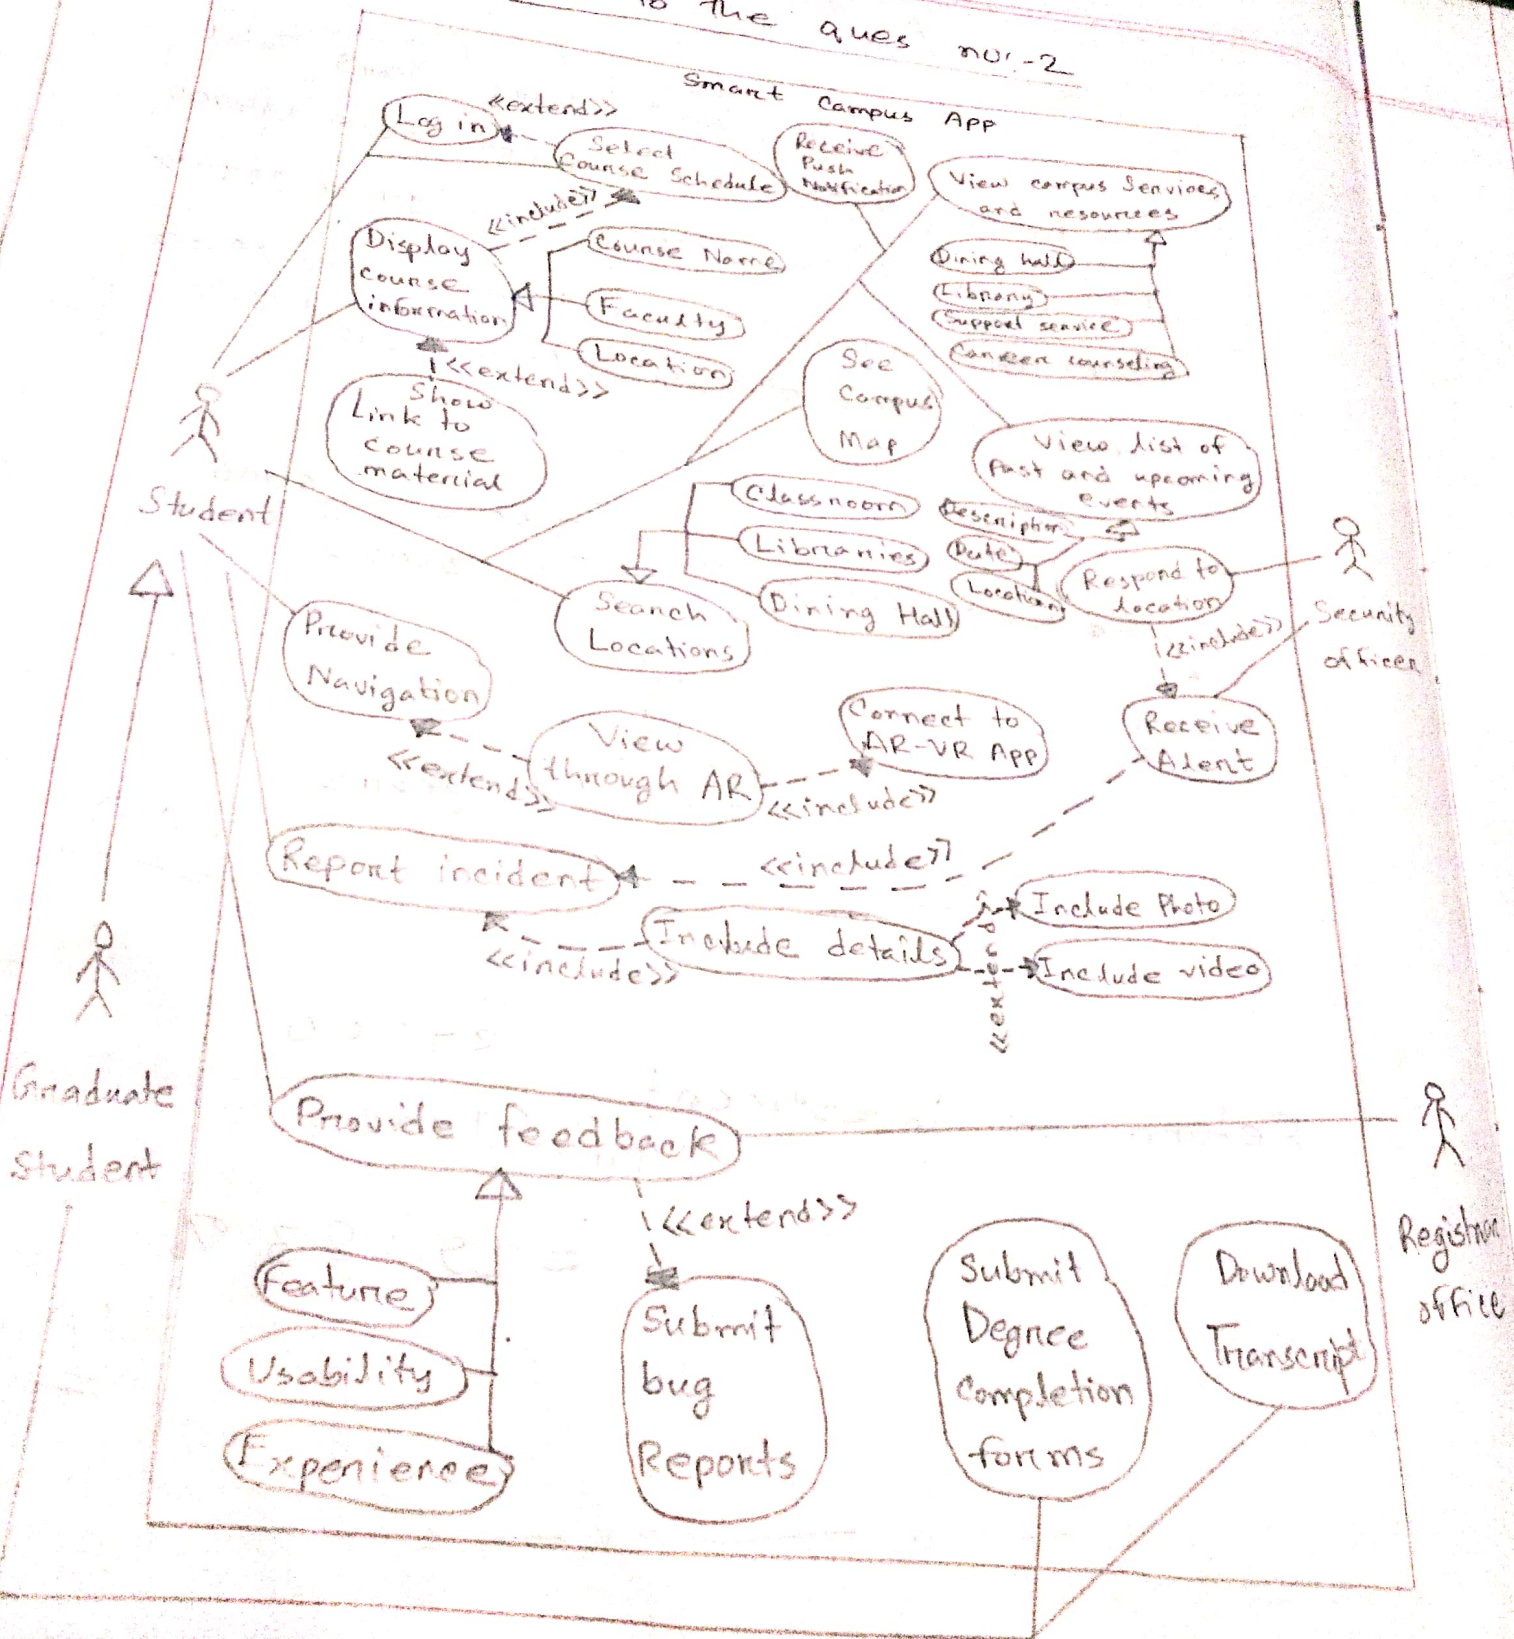 to the ques no:-2
Smart Campus App
Log in
<<extend>>
Select
Course Schedule
Receive
Push
Notification
View campus Services
and resources
<<include>>
Display
course
information
Course Name
Faculty
Location
Dining hall
Library
Support service
Career counseling
<<extend>>
Show
Link to
course
material
See
Campus
Map
View list of
Past and upcoming
events
Student
Classroom
Libraries
Dining Hall
Description
Date
Location
Respond to
location
Security
officer
<<include>>
Search
Locations
Provide
Navigation
<<extend>>
View
through AR
<<include>>
Connect to
AR-VR App
Receive
Alert
Report incident
<<include>>
Include details
<<include>>
<<extend>>
Include Photo
Include video
Graduate
Student
Provide feedback
<<extend>>
Registrar
office
Feature
Usability
Experience
Submit
bug
Reports
Submit
Degree
Completion
forms
Download
Transcript